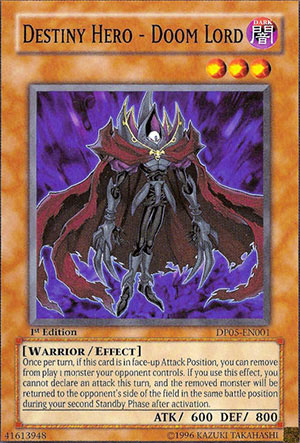 DESTINY HERO - DOOM LORD
DARK
闇
1st Edition
DP05-EN001
[WARRIOR/EFFECT]
Once per turn, if this card is in face-up Attack Position, you can remove
from play 1 monster your opponent controls. If you use this effect, you
cannot declare an attack this turn, and the removed monster will be
returned to the opponent's side of the field in the same battle position
during your second Standby Phase after activation.
ATK/ 600 DEF/ 800
41613948
©1996 KAZUKI TAKAHASHI